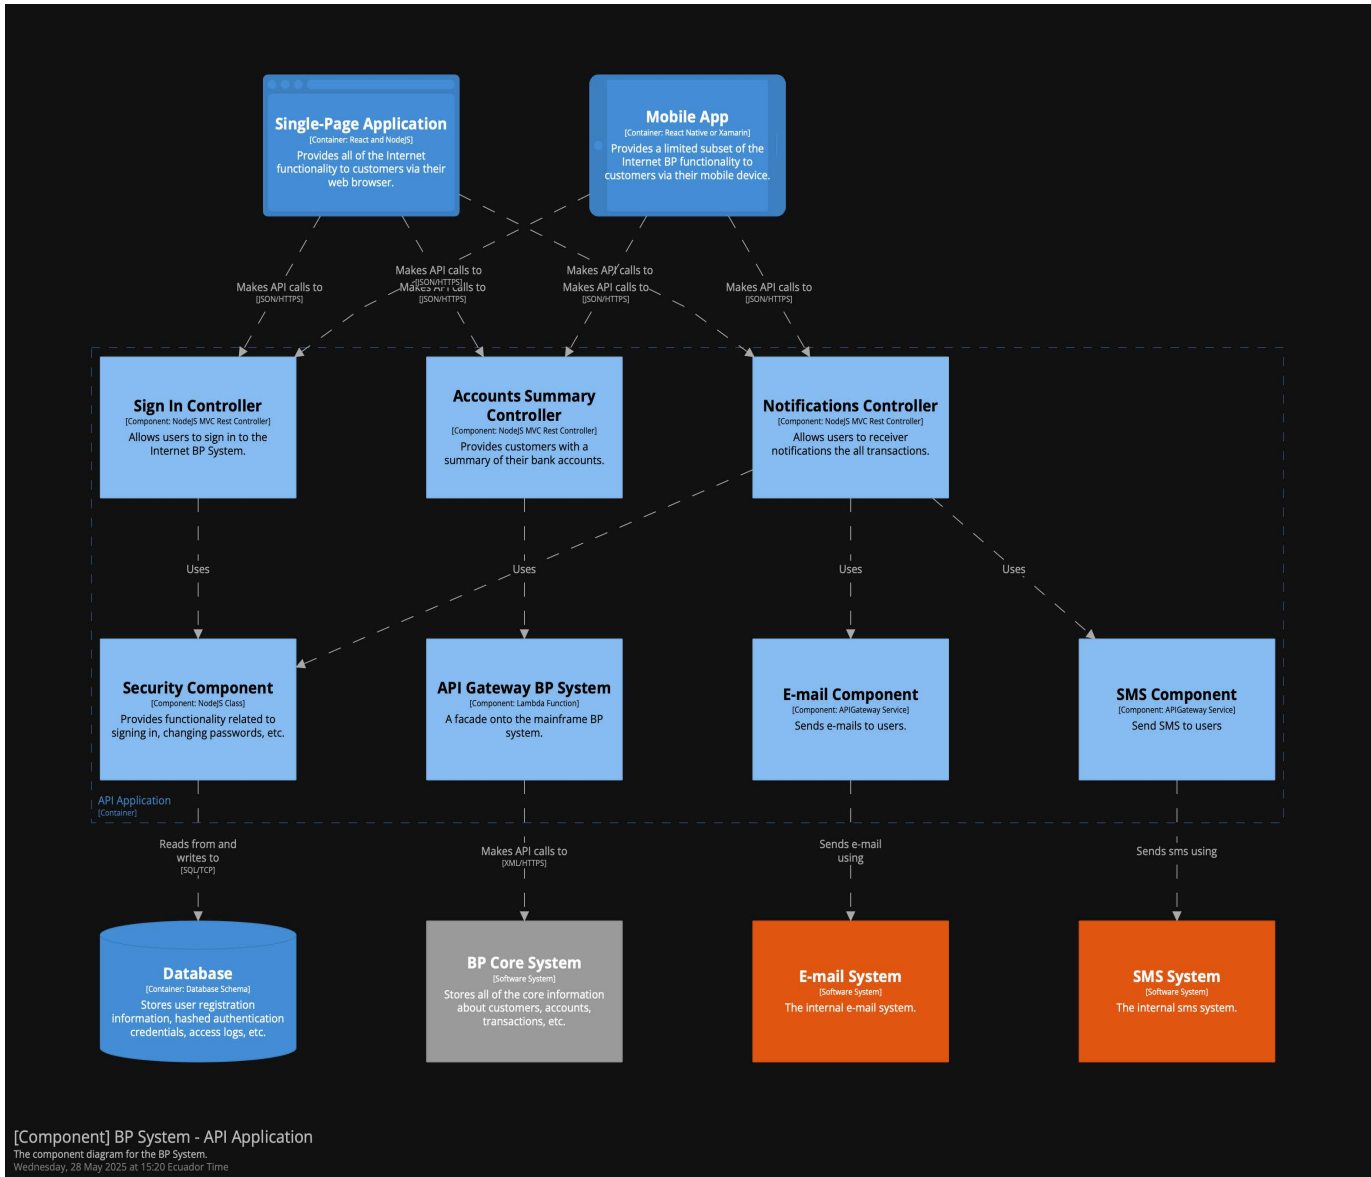 Single-Page Application
[Container: React and NodeJS]
Provides all of the Internet
functionality to customers via their
web browser.
Mobile App
[Container: React Native or Xamarin]
Provides a limited subset of the
Internet BP functionality to
customers via their mobile device.
Makes API calls to
[JSON/HTTPS]
Makes API calls to
[JSON/HTTPS]
Makes API calls to
[JSON/HTTPS]
Makes API calls to
Makes API calls to
[JSON/HTTPS]
Makes API calls to
[JSON/HTTPS]
Sign In Controller
[Component: NodeJS MVC Rest Controller]
Allows users to sign in to the
Internet BP System.
Accounts Summary
Controller
[Component: NodeJS MVC Rest Controller]
Provides customers with a
summary of their bank accounts.
Notifications Controller
[Component: NodeJS MVC Rest Controller]
Allows users to receiver
notifications the all transactions.
Uses
Uses
Uses
Uses
Security Component
[Component: NodeJS Class]
Provides functionality related to
signing in, changing passwords, etc.
API Gateway BP System
[Component: Lambda Function]
A facade onto the mainframe BP
system.
E-mail Component
[Component: APIGateway Service]
Sends e-mails to users.
SMS Component
[Component: APIGateway Service]
Send SMS to users
API Application
[Container]
Reads from and
writes to
[SQL/TCP]
Makes API calls to
[XML/HTTPS]
Sends e-mail
using
Sends sms using
Database
[Container: Database Schema]
Stores user registration
information, hashed authentication
credentials, access logs, etc.
BP Core System
[Software System]
Stores all of the core information
about customers, accounts,
transactions, etc.
E-mail System
[Software System]
The internal e-mail system.
SMS System
[Software System]
The internal sms system.
[Component] BP System - API Application
The component diagram for the BP System.
Wednesday, 28 May 2025 at 15:20 Ecuador Time